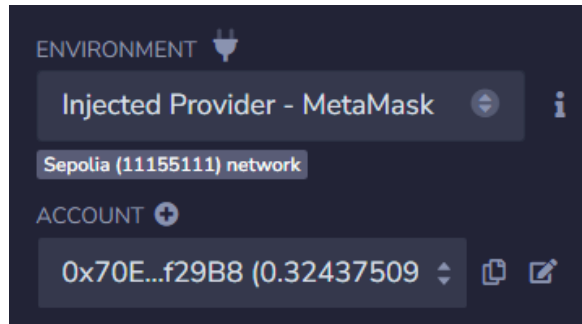 ENVIRONMENT
Injected Provider - MetaMask
Sepolia (11155111) network
ACCOUNT
0x70E...f29B8 (0.32437509